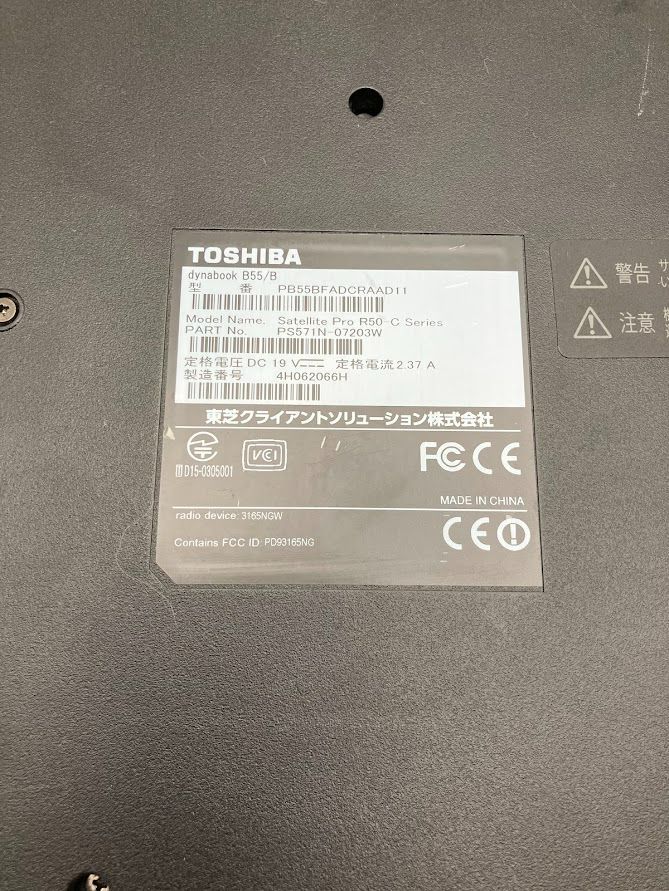 TOSHIBA
dynabook B55/B
型 番 PB55BFADCRAAD11
Model Name. Satellite Pro R50-C Series
PART No. PS571N-07203W
定格電圧 DC 19 V 定格電流 2.37 A
製造番号 4H062066H
東芝クライアントソリューション株式会社
D15-0305001
VCI
FC CE
MADE IN CHINA
radio device: 3165NGW
Contains FCC ID: PD93165NG
CE
警告
注意